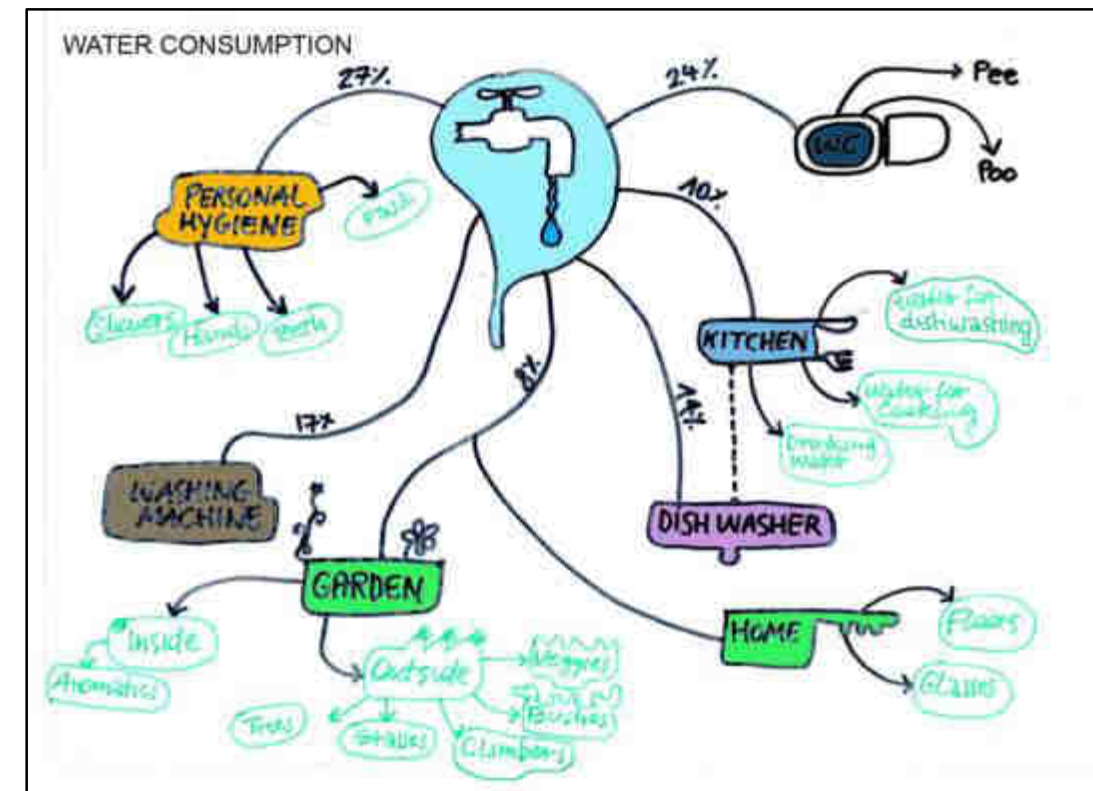 WATER CONSUMPTION
27%
24%
Pee
WC
Poo
PERSONAL
HYGIENE
10%
Showers
Hands
Teeth
Water for
dishwashing
KITCHEN
8%
14%
Water for
Cooking
17%
Drinking
Water
WASHING
MACHINE
DISH WASHER
GARDEN
HOME
Floors
Inside
Outside
Veggies
Glasses
Aromatics
Bushes
Trees
Climbers